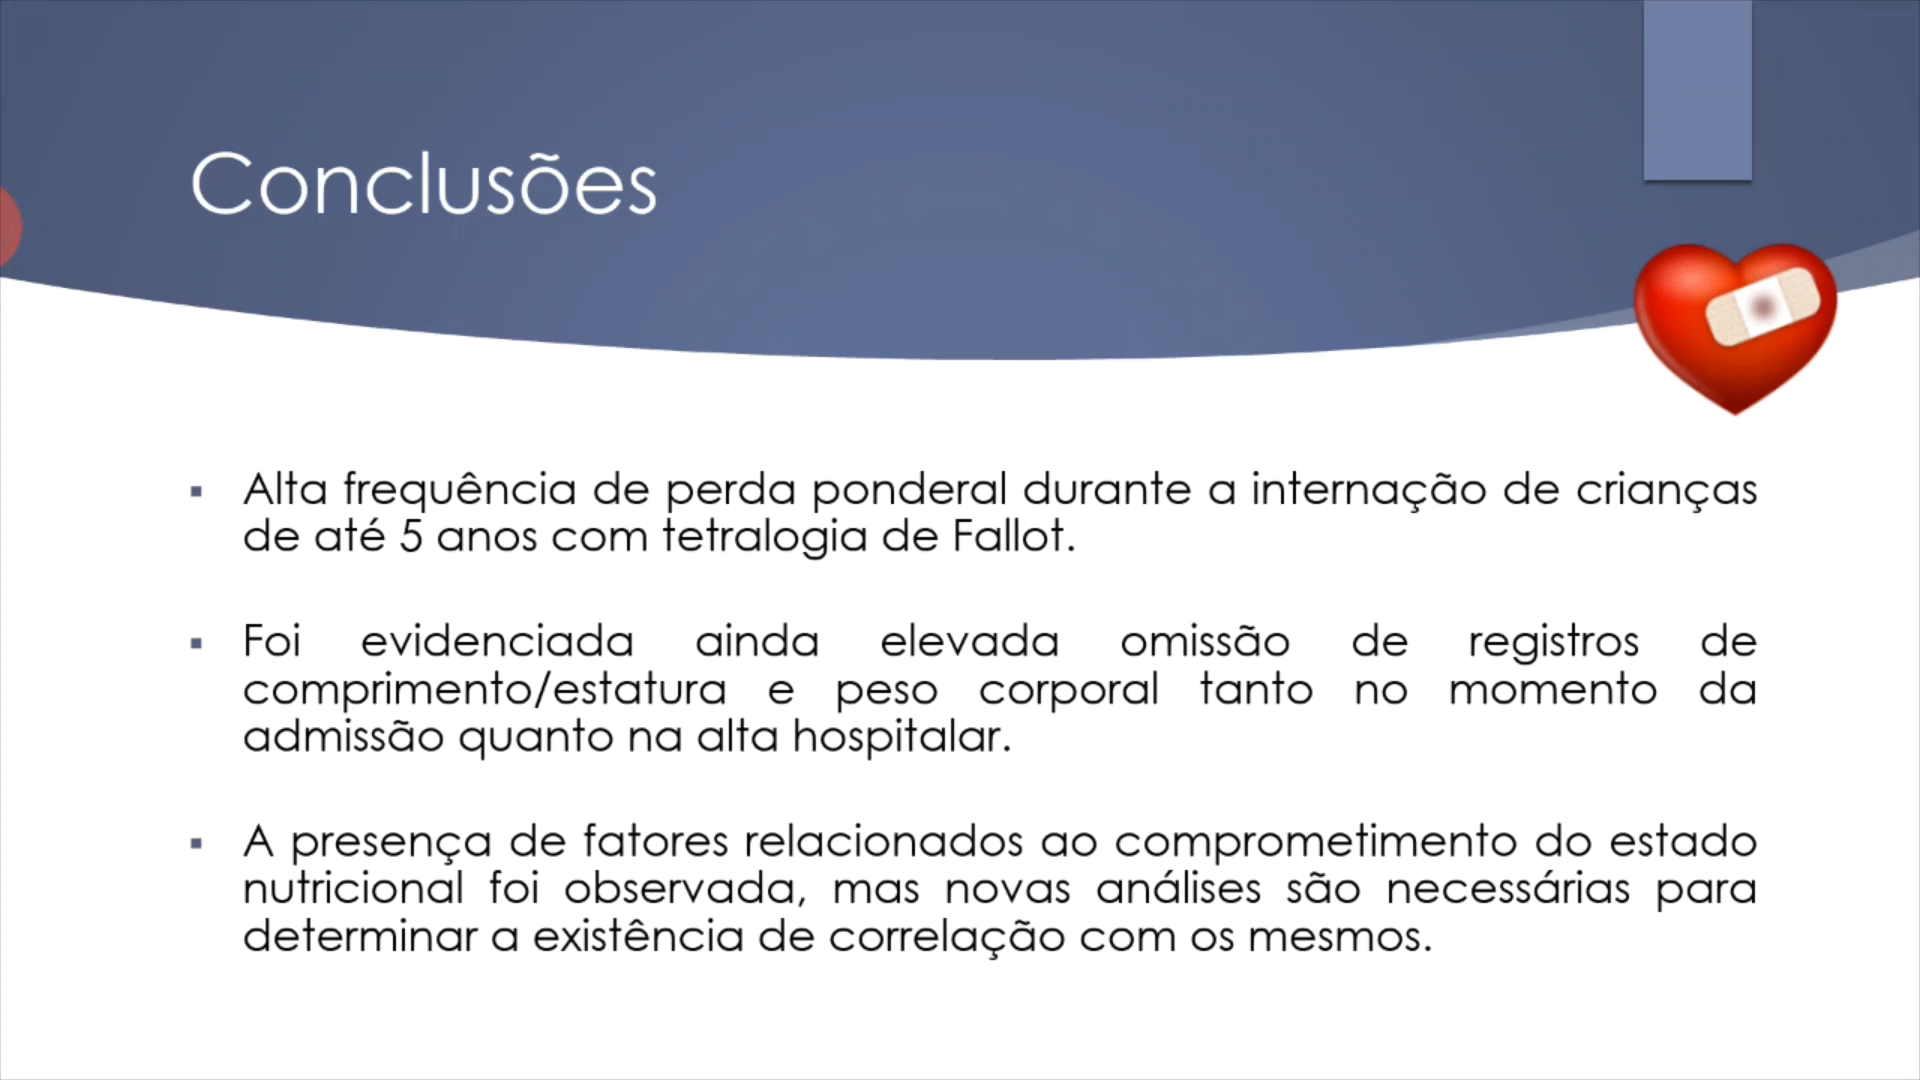 Conclusões
▪ Alta frequência de perda ponderal durante a internação de crianças
de até 5 anos com tetralogia de Fallot.
▪ Foi evidenciada ainda elevada omissão de registros de
comprimento/estatura e peso corporal tanto no momento da
admissão quanto na alta hospitalar.
▪ A presença de fatores relacionados ao comprometimento do estado
nutricional foi observada, mas novas análises são necessárias para
determinar a existência de correlação com os mesmos.